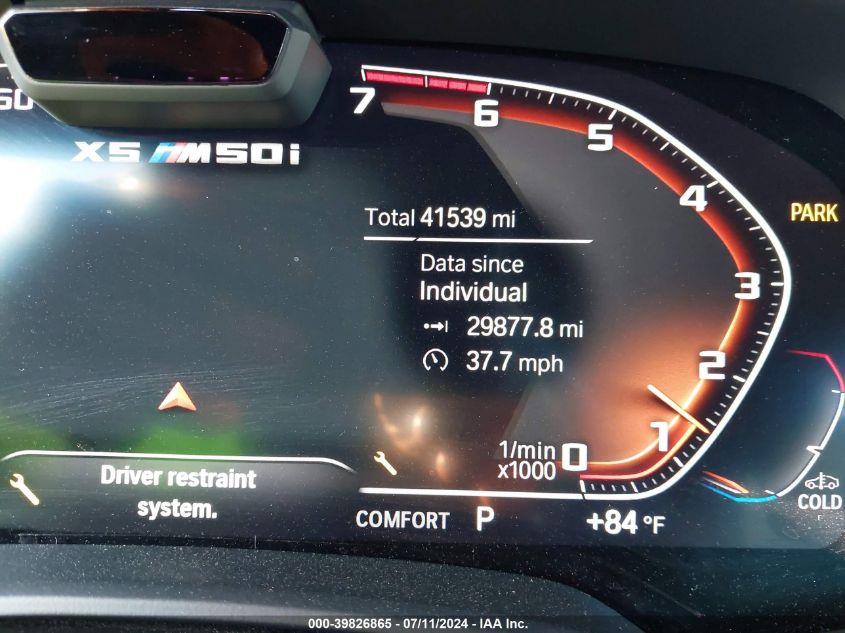 60
X5 M50i
7
6
5
4
3
2
1
0
Total 41539 mi
Data since
Individual
29877.8 mi
37.7 mph
PARK
1/min
x1000
Driver restraint
system.
COMFORT P +84 °F
COLD
000-39826865 / 07/11/2024 - IAA Inc.